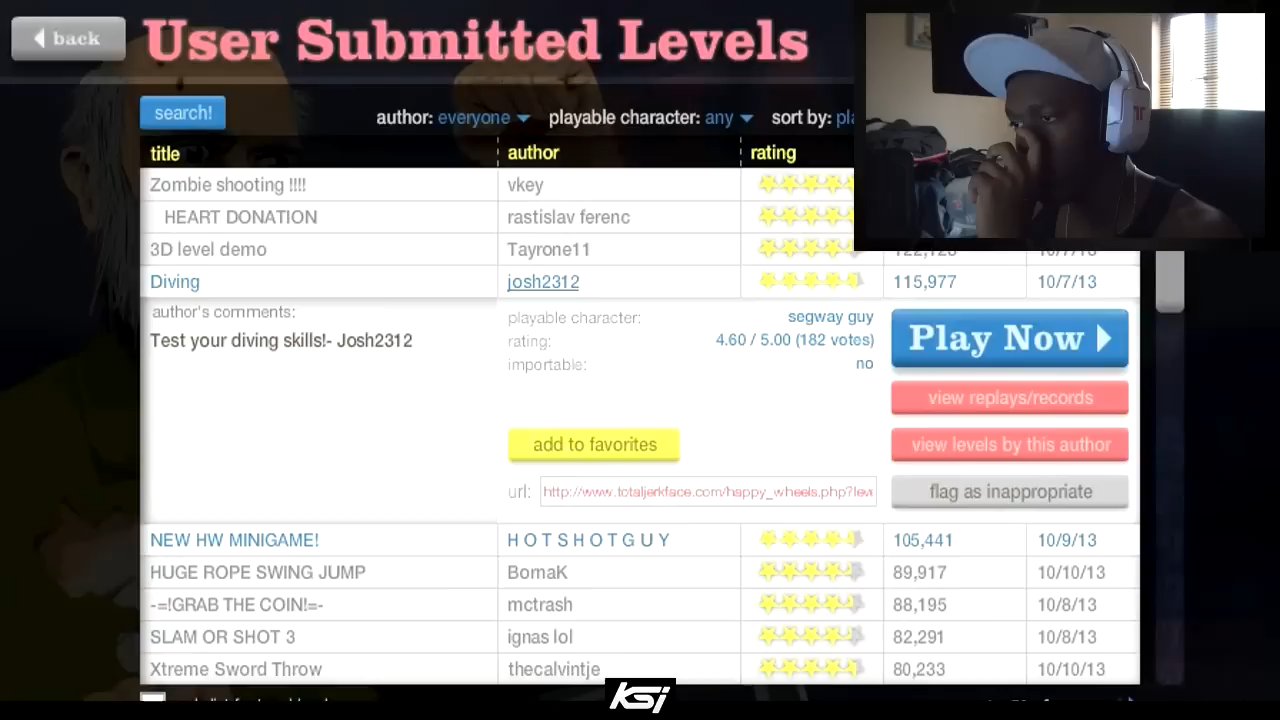 back
User Submitted Levels
search!
author: everyone playable character: any sort by: pla
title author rating
Zombie shooting !!!! vkey
HEART DONATION rastislav ferenc
3D level demo Tayrone11 10/7/13
Diving josh2312 115,977 10/7/13
author's comments:
Test your diving skills!- Josh2312
playable character: segway guy
rating: 4.60 / 5.00 (182 votes)
importable: no
add to favorites
url: http://www.totaljerkface.com/happy_wheels.php?lev
Play Now
view replays/records
view levels by this author
flag as inappropriate
NEW HW MINIGAME! H O T S H O T G U Y 105,441 10/9/13
HUGE ROPE SWING JUMP BornaK 89,917 10/10/13
-=!GRAB THE COIN!=- mctrash 88,195 10/8/13
SLAM OR SHOT 3 ignas lol 82,291 10/8/13
Xtreme Sword Throw thecalvintje 80,233 10/10/13
KSI